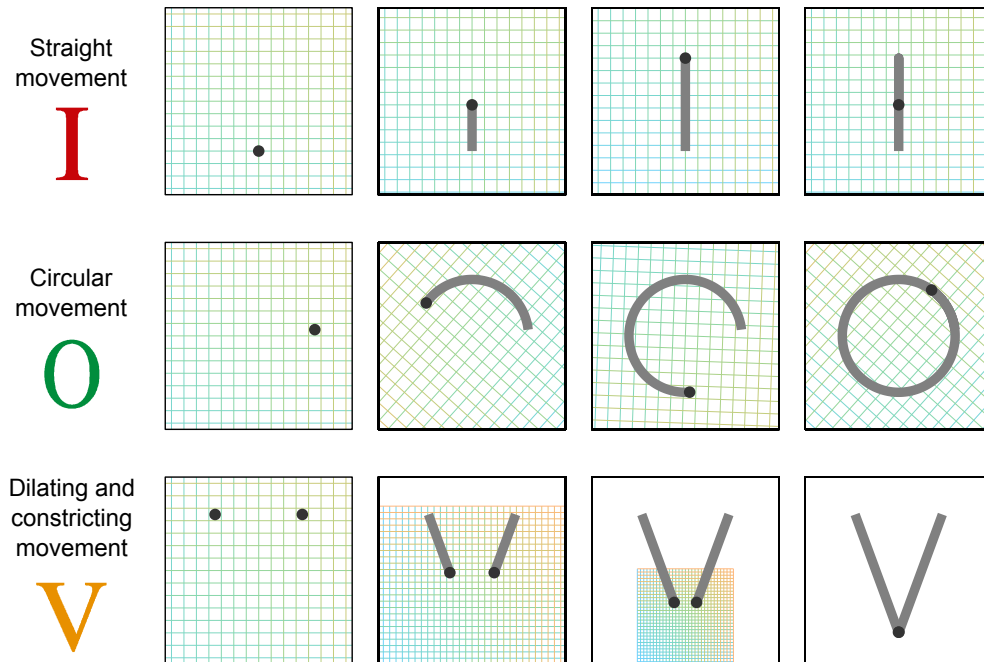 Straight
movement
I
Circular
movement
O
Dilating and
constricting
movement
V